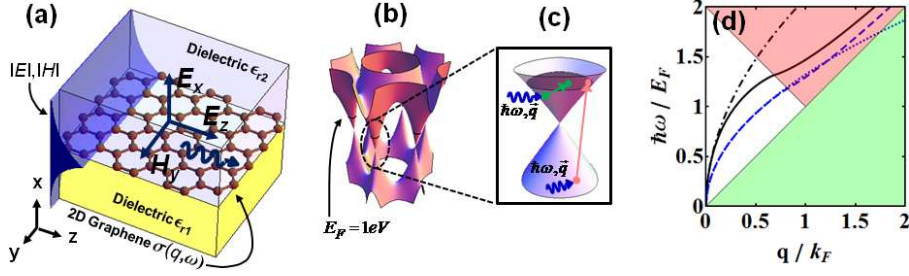 (a)
Dielectric ϵr2
|E|,|H|
Ex
Ez
Hy
Dielectric ϵr1
2D Graphene σ(q,ω)
x
y
z
(b)
EF = 1eV
(c)
ħω,q⃗
ħω,q⃗
(d)
ħω / EF
2
1.5
1
0.5
0
0
0.5
1
1.5
2
q / kF